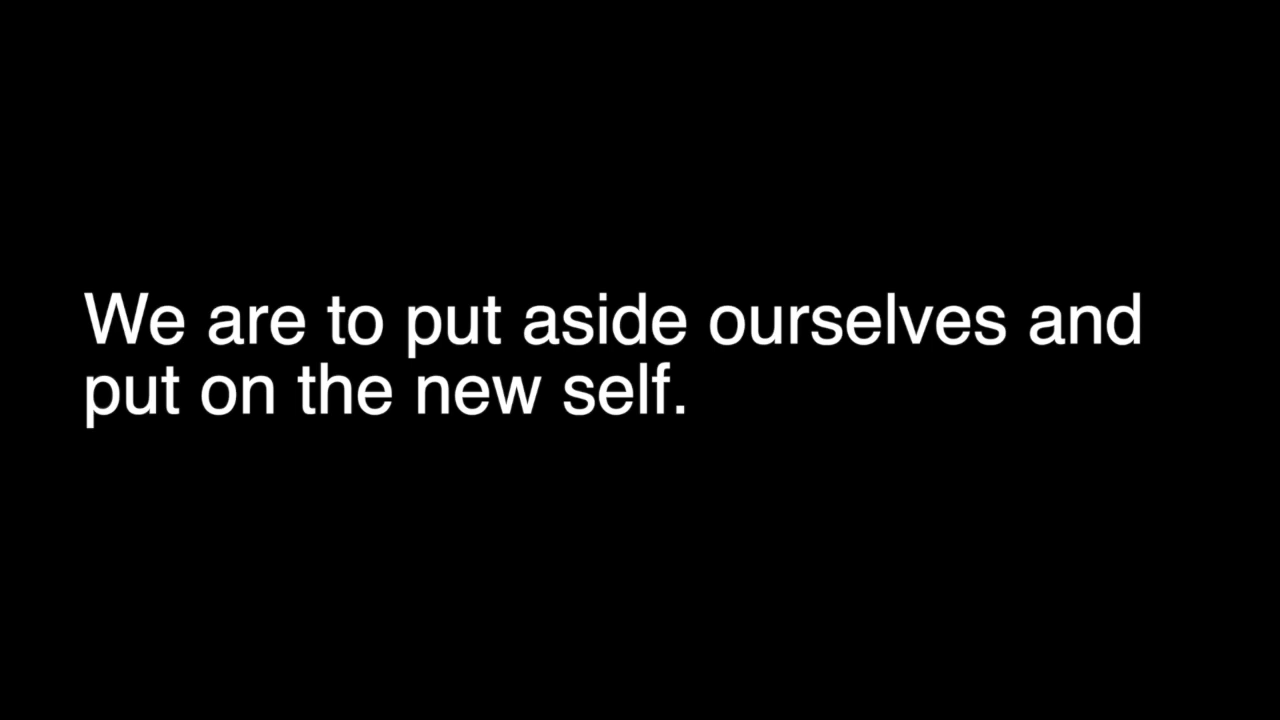 We are to put aside ourselves and
put on the new self.